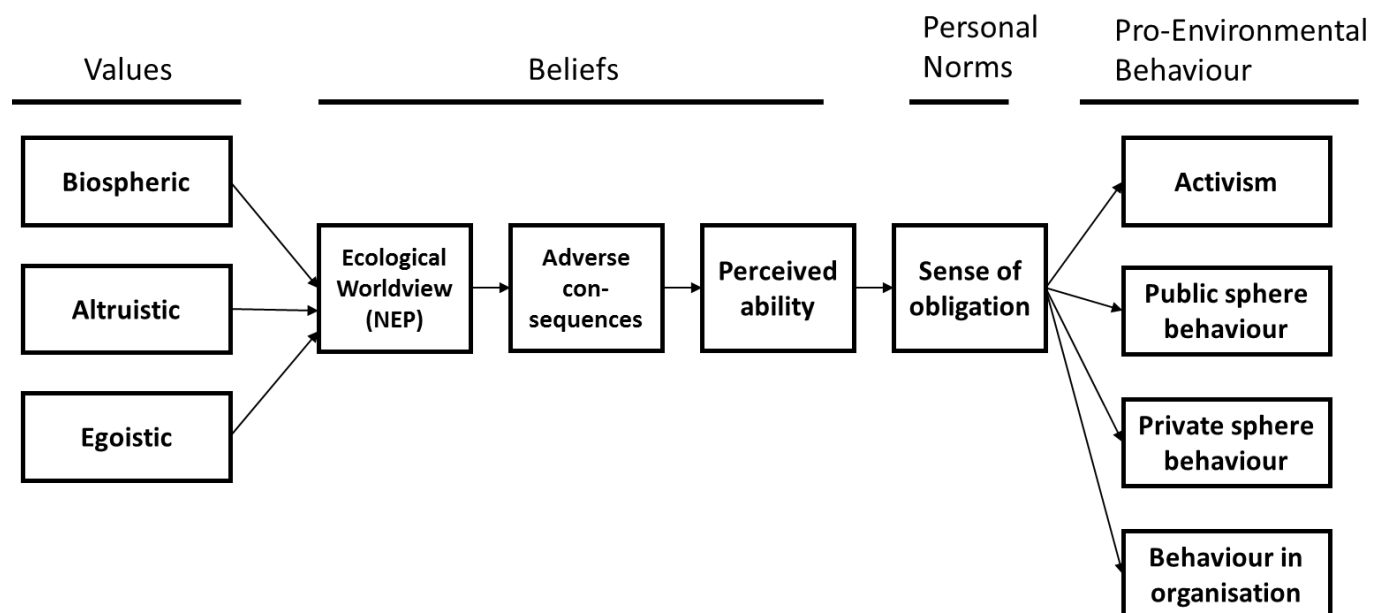 Values
Beliefs
Personal
Norms
Pro-Environmental
Behaviour
Biospheric
Altruistic
Egoistic
Ecological
Worldview
(NEP)
Adverse
con-
sequences
Perceived
ability
Sense of
obligation
Activism
Public sphere
behaviour
Private sphere
behaviour
Behaviour in
organisation